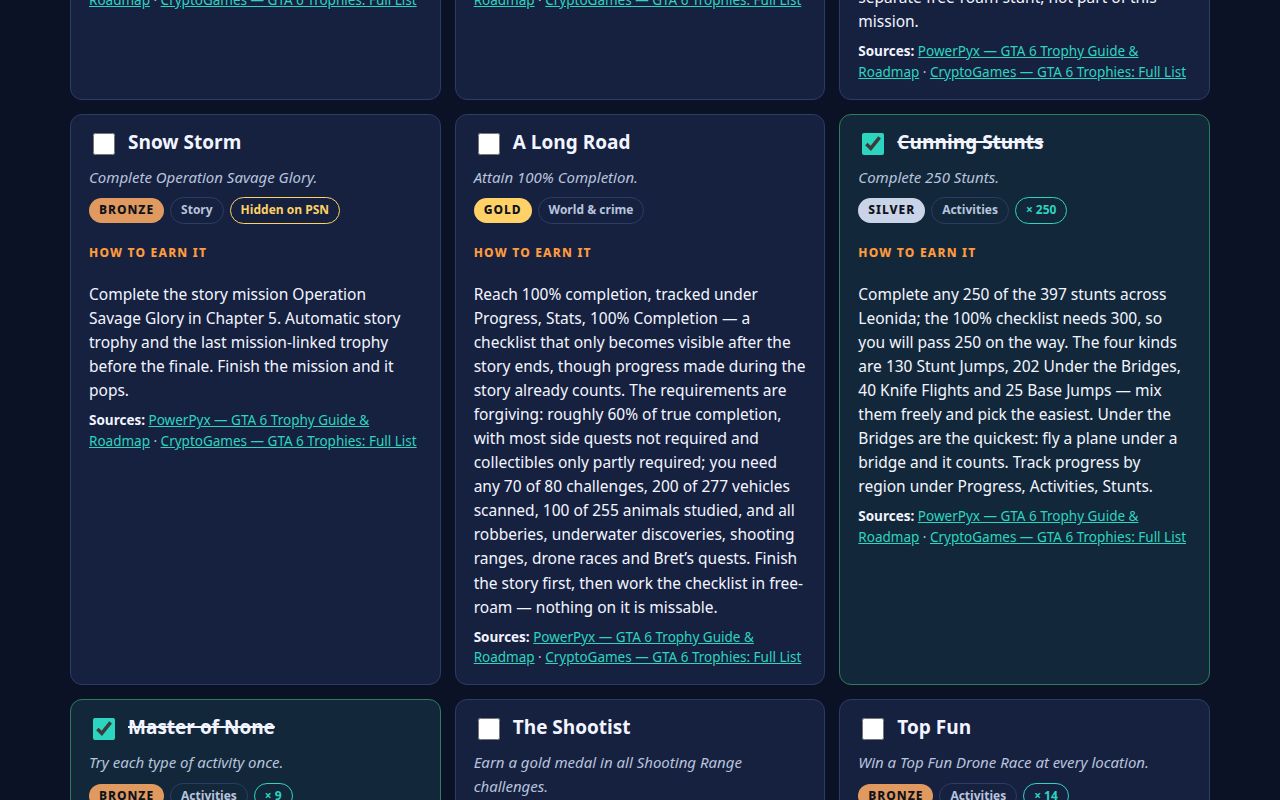 Roadmap · CryptoGames — GTA 6 Trophies: Full List
Roadmap · CryptoGames — GTA 6 Trophies: Full List
separate free-roam stunt, not part of this
mission.
Sources: PowerPyx — GTA 6 Trophy Guide &
Roadmap · CryptoGames — GTA 6 Trophies: Full List
Snow Storm
Complete Operation Savage Glory.
BRONZE Story Hidden on PSN
HOW TO EARN IT
Complete the story mission Operation
Savage Glory in Chapter 5. Automatic story
trophy and the last mission-linked trophy
before the finale. Finish the mission and it
pops.
Sources: PowerPyx — GTA 6 Trophy Guide &
Roadmap · CryptoGames — GTA 6 Trophies: Full List
A Long Road
Attain 100% Completion.
GOLD World & crime
HOW TO EARN IT
Reach 100% completion, tracked under
Progress, Stats, 100% Completion — a
checklist that only becomes visible after the
story ends, though progress made during the
story already counts. The requirements are
forgiving: roughly 60% of true completion,
with most side quests not required and
collectibles only partly required; you need
any 70 of 80 challenges, 200 of 277 vehicles
scanned, 100 of 255 animals studied, and all
robberies, underwater discoveries, shooting
ranges, drone races and Bret’s quests. Finish
the story first, then work the checklist in free-
roam — nothing on it is missable.
Sources: PowerPyx — GTA 6 Trophy Guide &
Roadmap · CryptoGames — GTA 6 Trophies: Full List
Cunning Stunts
Complete 250 Stunts.
SILVER Activities × 250
HOW TO EARN IT
Complete any 250 of the 397 stunts across
Leonida; the 100% checklist needs 300, so
you will pass 250 on the way. The four kinds
are 130 Stunt Jumps, 202 Under the Bridges,
40 Knife Flights and 25 Base Jumps — mix
them freely and pick the easiest. Under the
Bridges are the quickest: fly a plane under a
bridge and it counts. Track progress by
region under Progress, Activities, Stunts.
Sources: PowerPyx — GTA 6 Trophy Guide &
Roadmap · CryptoGames — GTA 6 Trophies: Full List
Master of None
Try each type of activity once.
BRONZE Activities × 9
The Shootist
Earn a gold medal in all Shooting Range
challenges.
Top Fun
Win a Top Fun Drone Race at every location.
BRONZE Activities × 14